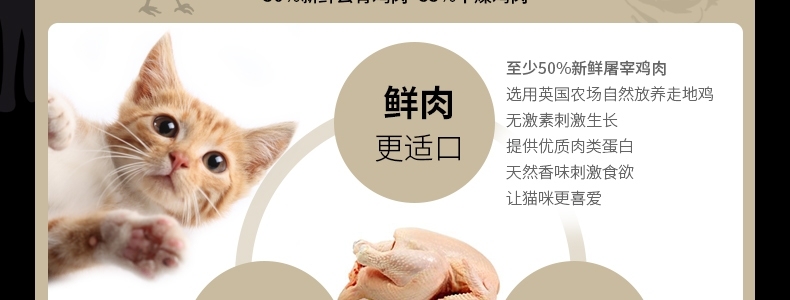 鲜肉
更适口
至少50%新鲜屠宰鸡肉
选用英国农场自然放养走地鸡
无激素刺激生长
提供优质肉类蛋白
天然香味刺激食欲
让猫咪更喜爱